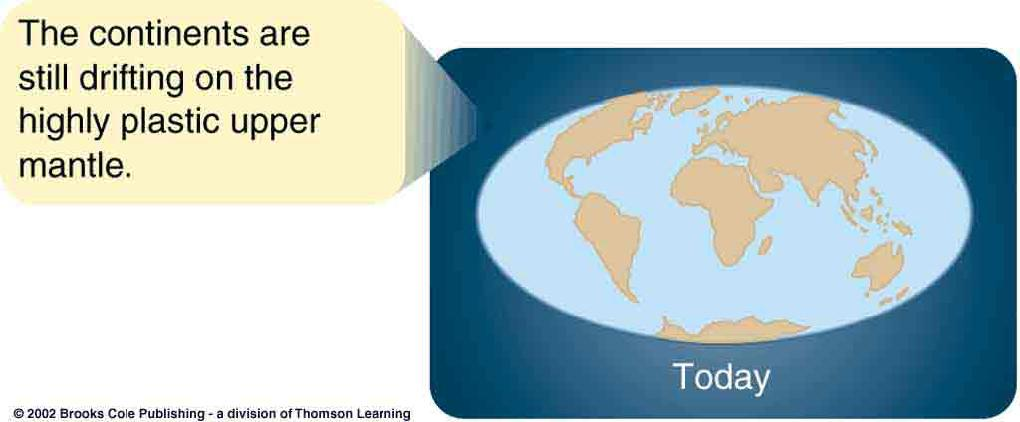 The continents are
still drifting on the
highly plastic upper
mantle.
Today
© 2002 Brooks Cole Publishing - a division of Thomson Learning